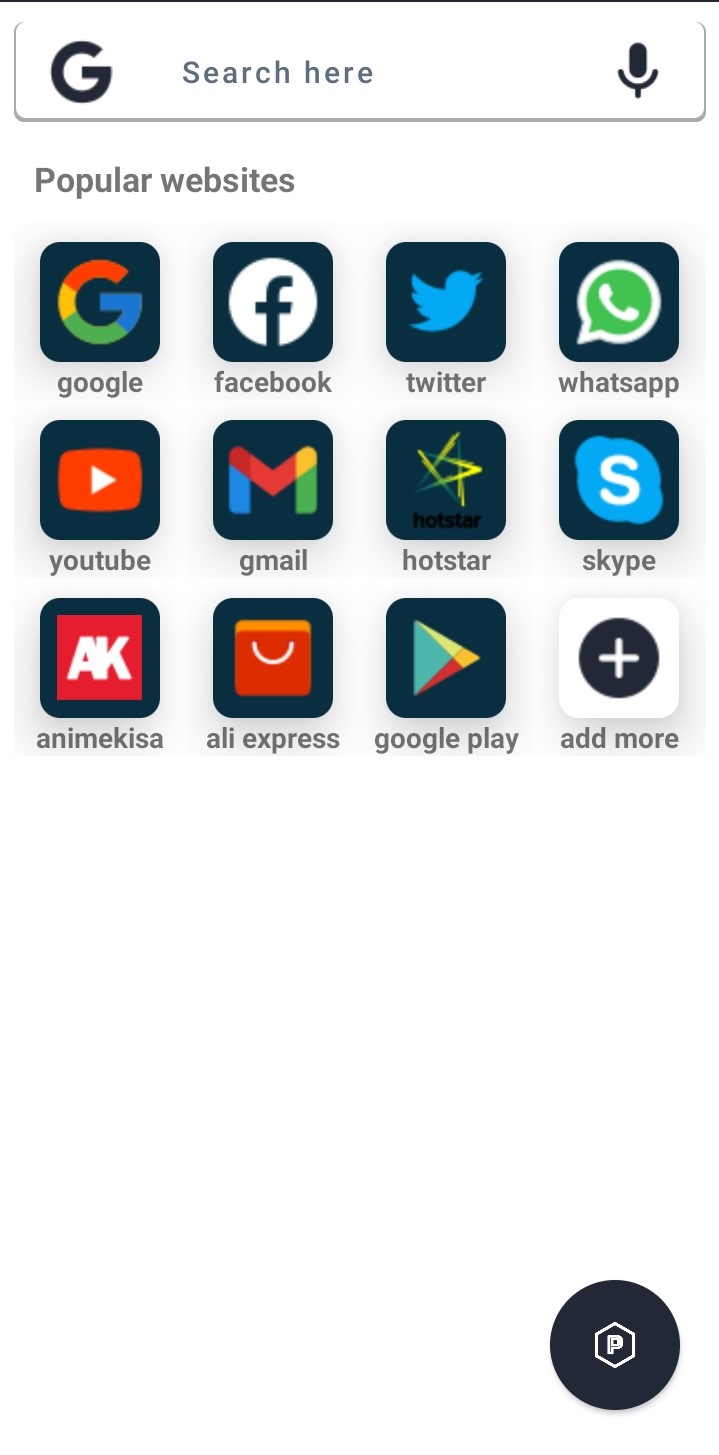 G Search here
Popular websites
google facebook twitter whatsapp
hotstar
youtube gmail hotstar skype
AK
animekisa ali express google play add more
P